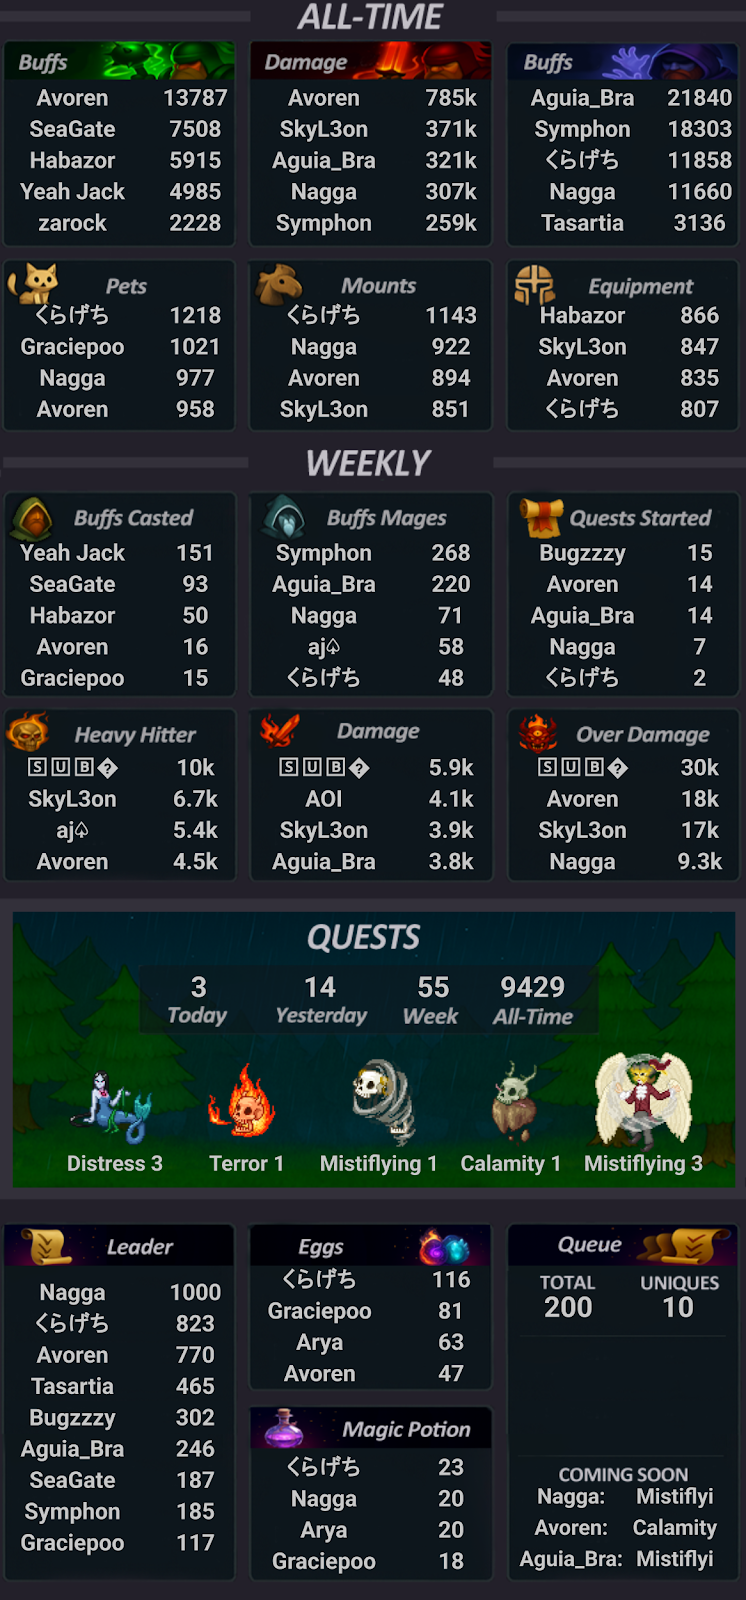 ALL-TIME
Buffs
Avoren 13787
SeaGate 7508
Habazor 5915
Yeah Jack 4985
zarock 2228
Damage
Avoren 785k
SkyL3on 371k
Aguia_Bra 321k
Nagga 307k
Symphon 259k
Buffs
Aguia_Bra 21840
Symphon 18303
くらげち 11858
Nagga 11660
Tasartia 3136
Pets
くらげち 1218
Graciepoo 1021
Nagga 977
Avoren 958
Mounts
くらげち 1143
Nagga 922
Avoren 894
SkyL3on 851
Equipment
Habazor 866
SkyL3on 847
Avoren 835
くらげち 807
WEEKLY
Buffs Casted
Yeah Jack 151
SeaGate 93
Habazor 50
Avoren 16
Graciepoo 15
Buffs Mages
Symphon 268
Aguia_Bra 220
Nagga 71
aj♤ 58
くらげち 48
Quests Started
Bugzzzy 15
Avoren 14
Aguia_Bra 14
Nagga 7
くらげち 2
Heavy Hitter
🅂🅄🄱� 10k
SkyL3on 6.7k
aj♤ 5.4k
Avoren 4.5k
Damage
🅂🅄🄱� 5.9k
AOI 4.1k
SkyL3on 3.9k
Aguia_Bra 3.8k
Over Damage
🅂🅄🄱� 30k
Avoren 18k
SkyL3on 17k
Nagga 9.3k
QUESTS
3 14 55 9429
Today Yesterday Week All-Time
Distress 3 Terror 1 Mistiflying 1 Calamity 1 Mistiflying 3
Leader
Nagga 1000
くらげち 823
Avoren 770
Tasartia 465
Bugzzzy 302
Aguia_Bra 246
SeaGate 187
Symphon 185
Graciepoo 117
Eggs
くらげち 116
Graciepoo 81
Arya 63
Avoren 47
Magic Potion
くらげち 23
Nagga 20
Arya 20
Graciepoo 18
Queue
TOTAL UNIQUES
200 10
COMING SOON
Nagga: Mistiflyi
Avoren: Calamity
Aguia_Bra: Mistiflyi